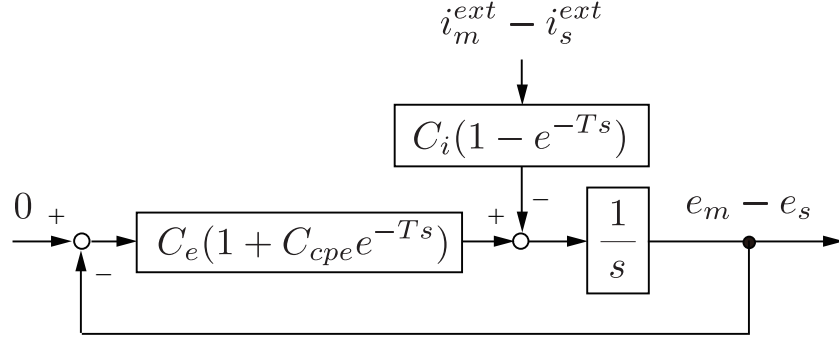 i_m^{ext} − i_s^{ext}
C_i(1 − e^{−Ts})
0 + C_e(1 + C_{cpe}e^{−Ts}) + − 1/s e_m − e_s
−